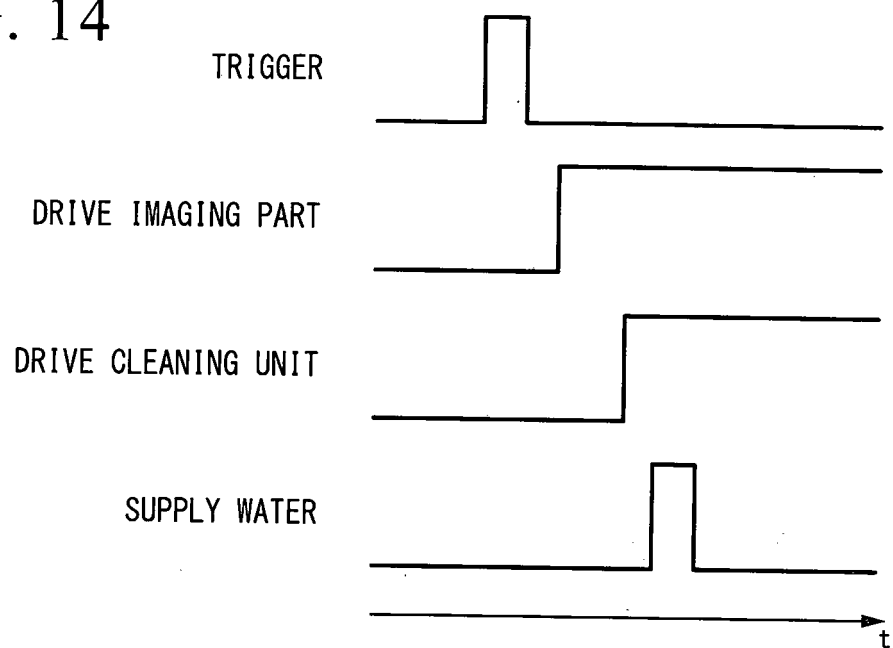 . 14
TRIGGER
DRIVE IMAGING PART
DRIVE CLEANING UNIT
SUPPLY WATER
t